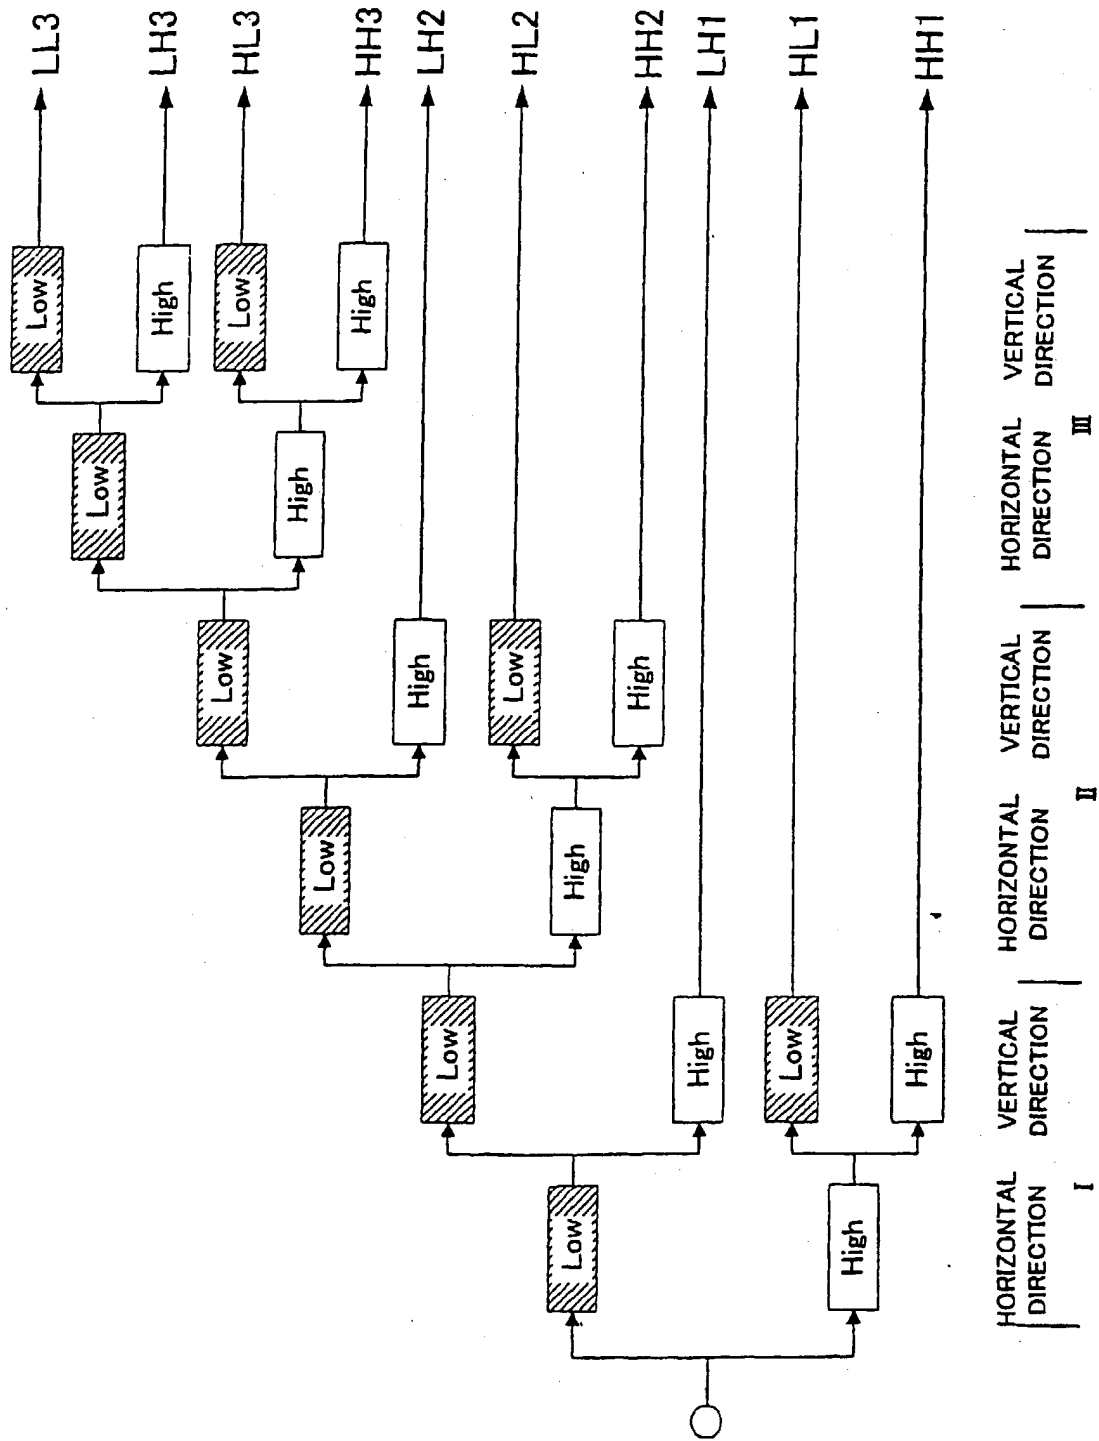 LL3
LH3
HL3
HH3
LH2
HL2
HH2
LH1
HL1
HH1
Low
High
Low
High
Low
High
Low
High
Low
High
Low
High
Low
High
Low
High
Low
High
HORIZONTAL
DIRECTION
VERTICAL
DIRECTION
I
HORIZONTAL
DIRECTION
VERTICAL
DIRECTION
II
HORIZONTAL
DIRECTION
VERTICAL
DIRECTION
III